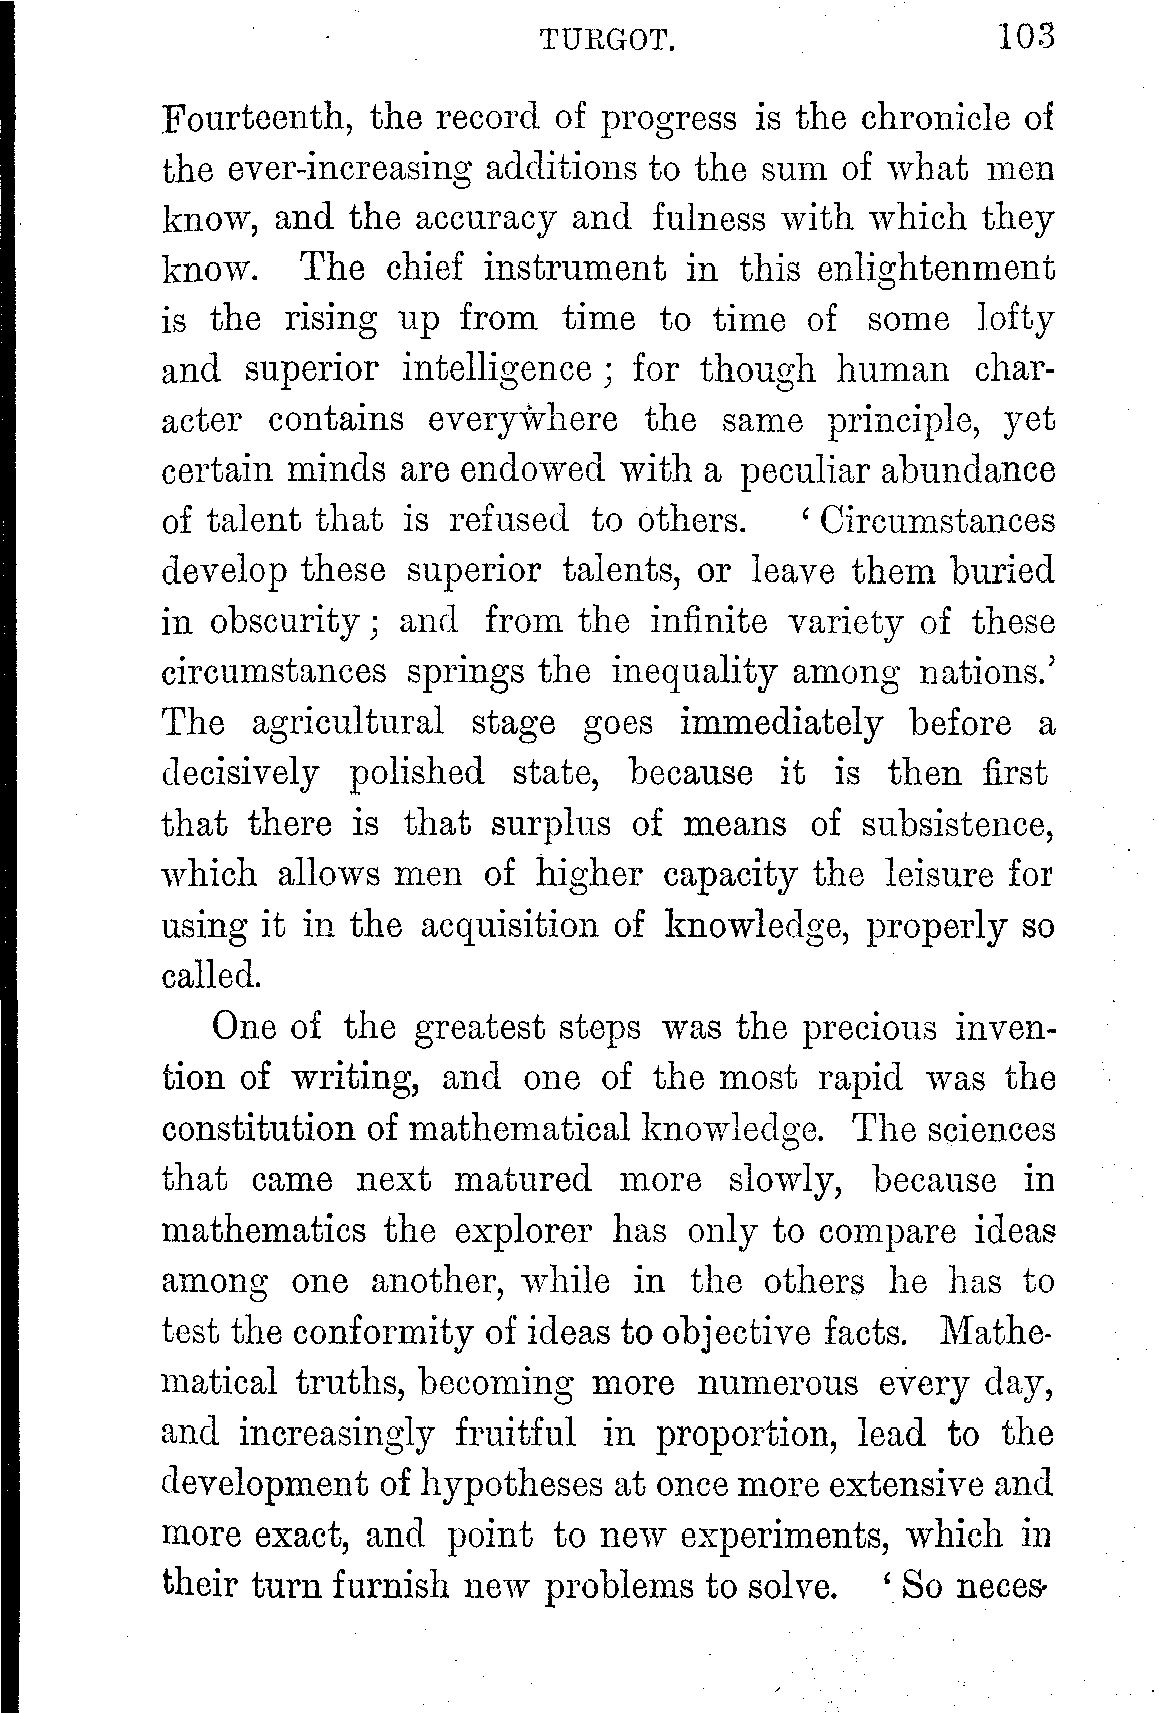 TURGOT. 103
Fourteenth, the record of progress is the chronicle of
the ever-increasing additions to the sum of what men
know, and the accuracy and fulness with which they
know. The chief instrument in this enlightenment
is the rising up from time to time of some lofty
and superior intelligence ; for though human char-
acter contains everywhere the same principle, yet
certain minds are endowed with a peculiar abundance
of talent that is refused to others. ‘ Circumstances
develop these superior talents, or leave them buried
in obscurity ; and from the infinite variety of these
circumstances springs the inequality among nations.’
The agricultural stage goes immediately before a
decisively polished state, because it is then first
that there is that surplus of means of subsistence,
which allows men of higher capacity the leisure for
using it in the acquisition of knowledge, properly so
called.
One of the greatest steps was the precious inven-
tion of writing, and one of the most rapid was the
constitution of mathematical knowledge. The sciences
that came next matured more slowly, because in
mathematics the explorer has only to compare ideas
among one another, while in the others he has to
test the conformity of ideas to objective facts. Mathe-
matical truths, becoming more numerous every day,
and increasingly fruitful in proportion, lead to the
development of hypotheses at once more extensive and
more exact, and point to new experiments, which in
their turn furnish new problems to solve. ‘ So neces-